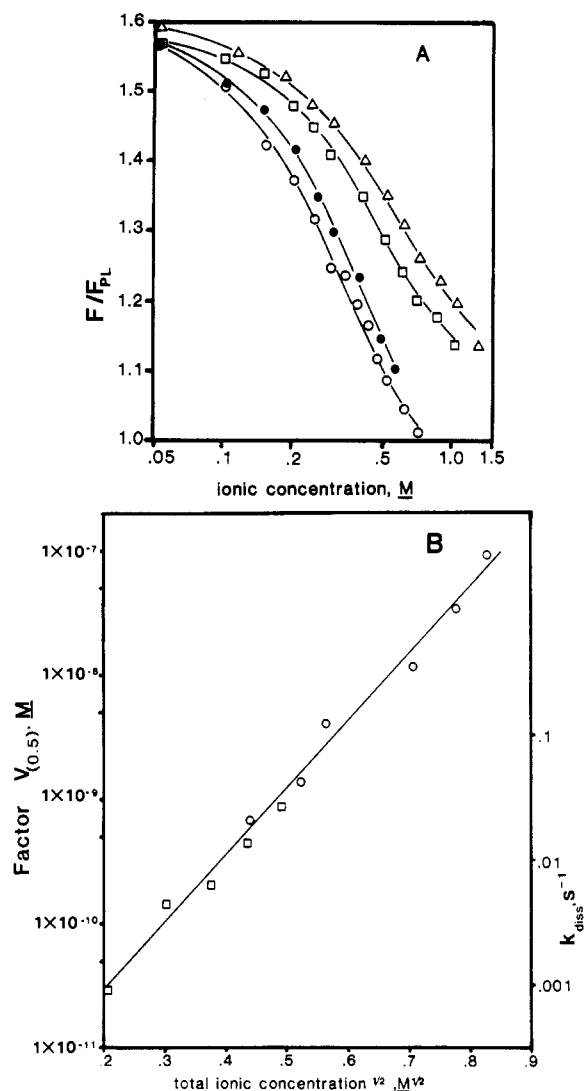 A
1.6
1.5
1.4
1.3
1.2
1.1
1.0
F/F_PL
.05 .1 .2 .5 1.0 1.5
ionic concentration, M
B
1×10⁻⁷
1×10⁻⁸
1×10⁻⁹
1×10⁻¹⁰
1×10⁻¹¹
Factor V(0.5), M
.1
.01
.001
k_diss, s⁻¹
.2 .3 .4 .5 .6 .7 .8 .9
total ionic concentration ^1/2, M^1/2